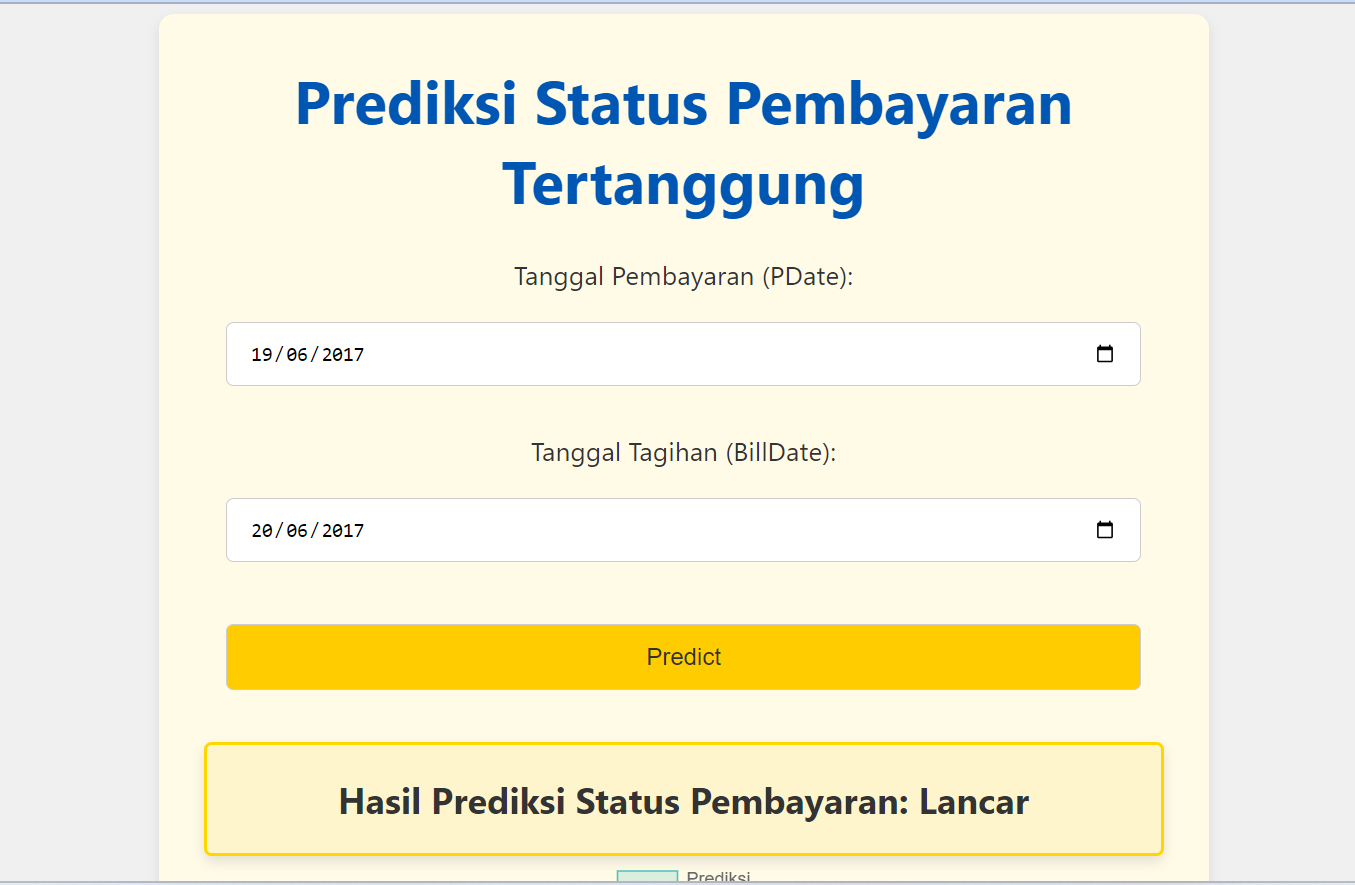 Prediksi Status Pembayaran
Tertanggung
Tanggal Pembayaran (PDate):
19/06/2017
Tanggal Tagihan (BillDate):
20/06/2017
Predict
Hasil Prediksi Status Pembayaran: Lancar
Prediksi